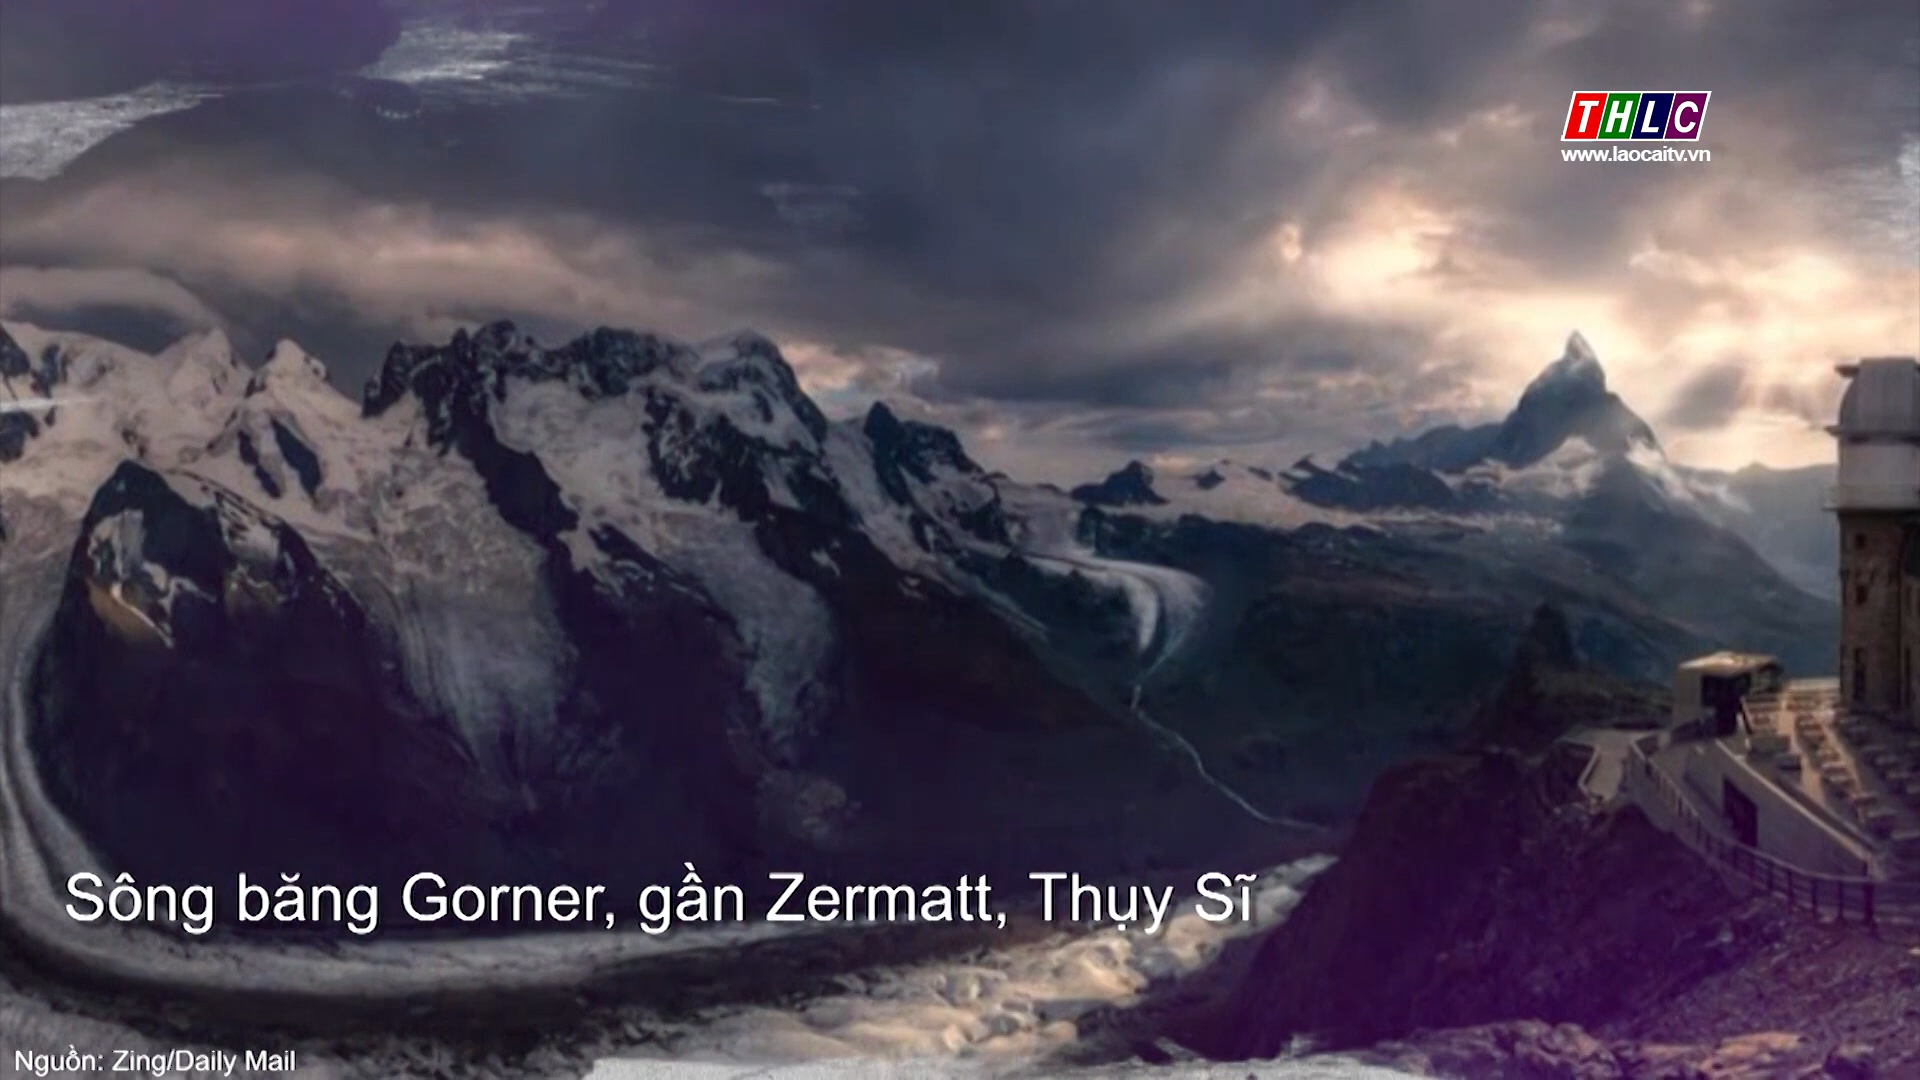 THLC
www.laocaitv.vn
Sông băng Gorner, gần Zermatt, Thụy Sĩ
Nguồn: Zing/Daily Mail